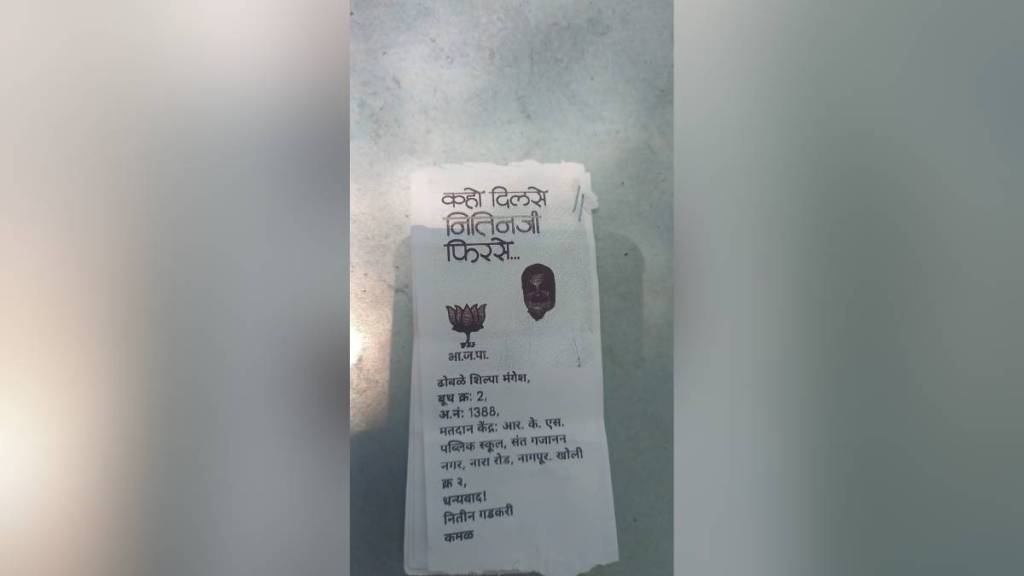 कहो दिलसे
नितिनजी
फिरसे...
भा.ज.पा.
ढोबळे शिल्पा मंगेश,
बूथ क्र: 2,
अ.नं: 1388,
मतदान केंद्र: आर. के. एस.
पब्लिक स्कूल, संत गजानन
नगर, नारा रोड, नागपूर. खोली
क्र २,
धन्यवाद!
नितीन गडकरी
कमळ